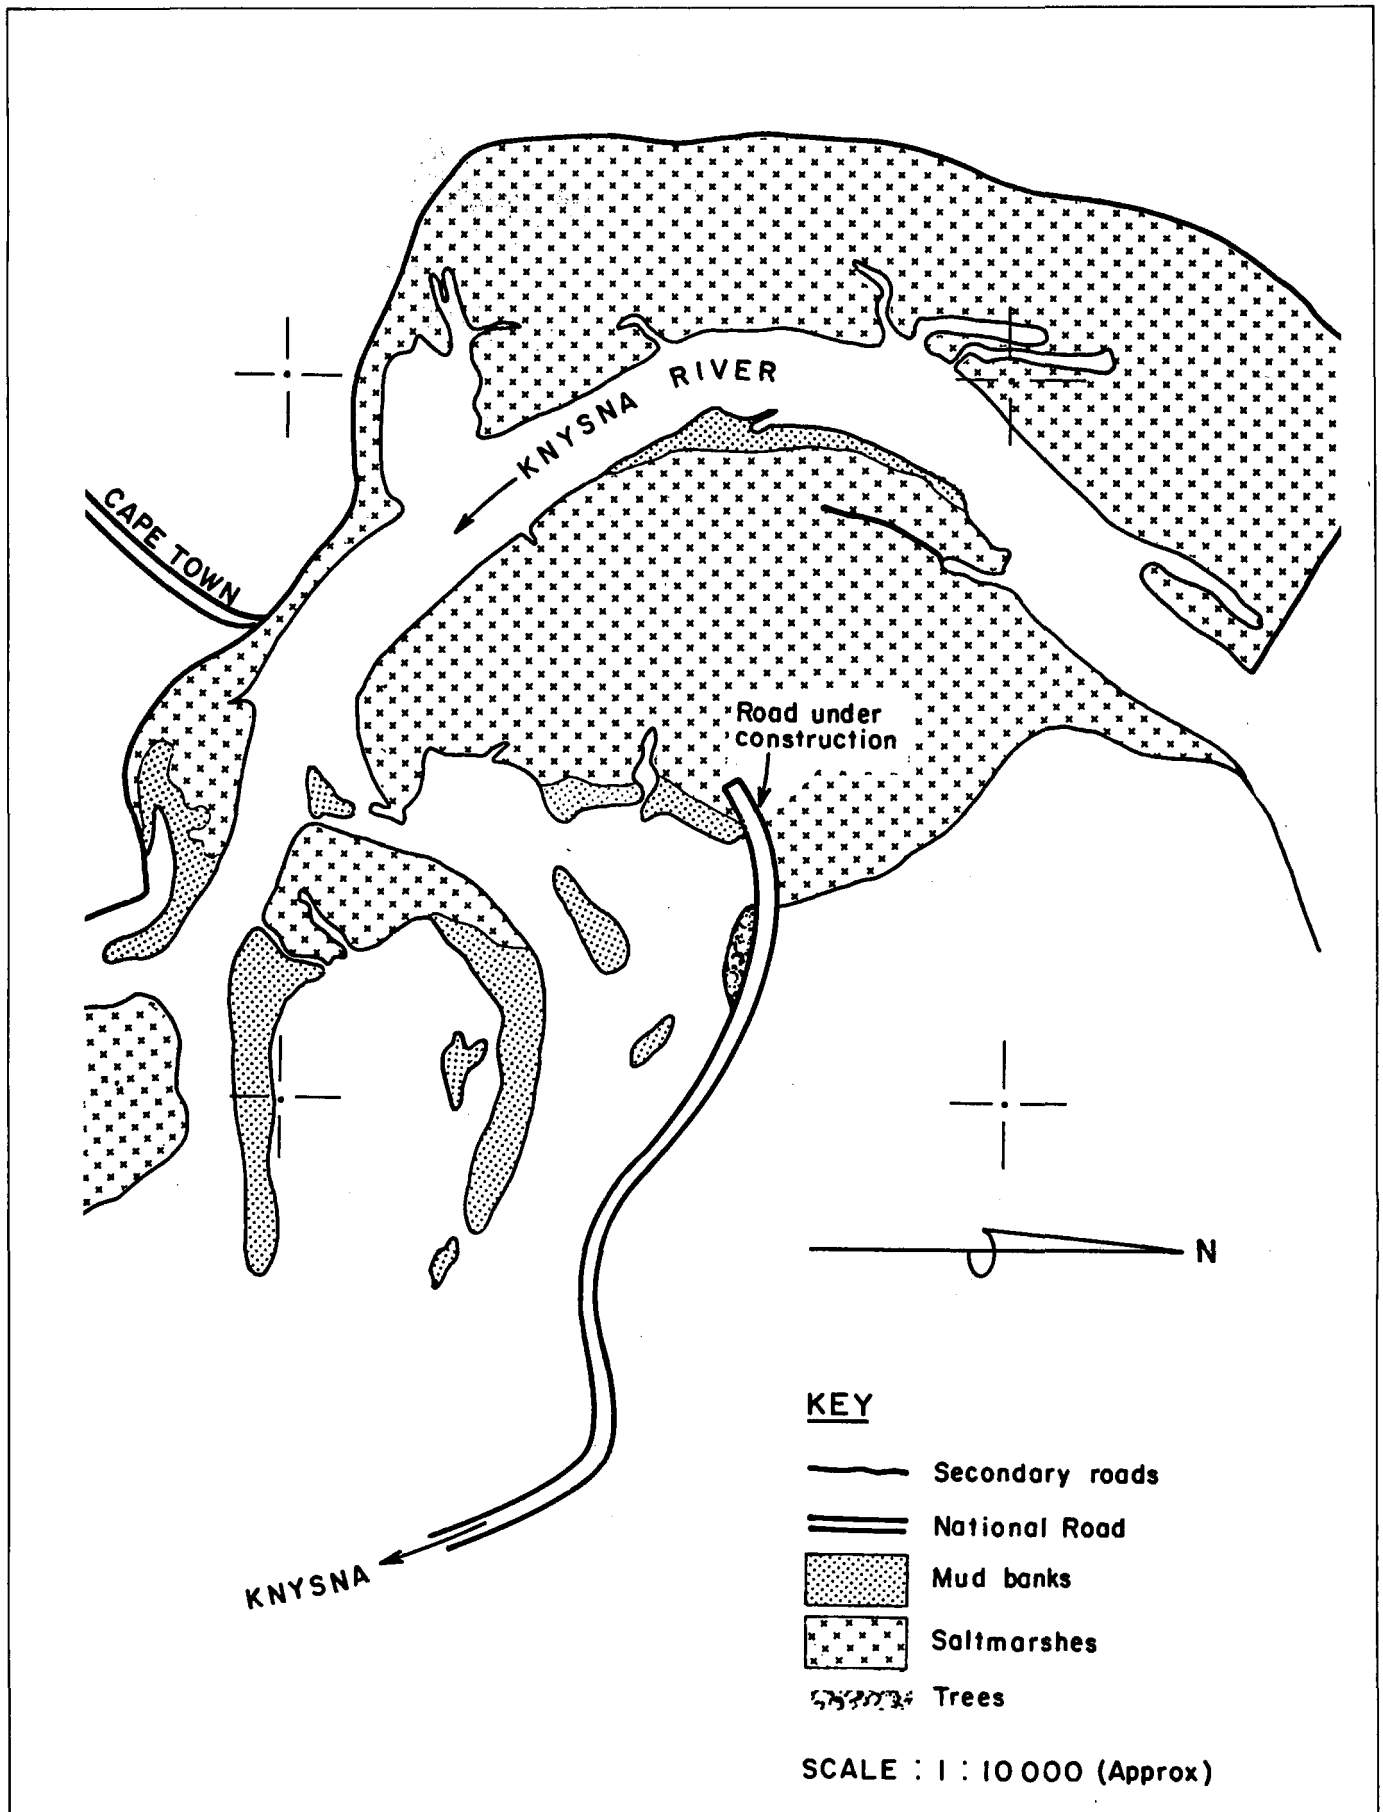 KNYSNA RIVER
CAPE TOWN
Road under
construction
N
KNYSNA
KEY
Secondary roads
National Road
Mud banks
Saltmarshes
Trees
SCALE : 1 : 10 000 (Approx)